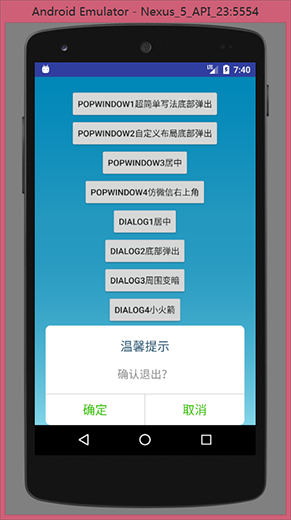 Android Emulator - Nexus_5_API_23:5554
7:40
POPWINDOW1超简单写法底部弹出
POPWINDOW2自定义布局底部弹出
POPWINDOW3居中
POPWINDOW4仿微信右上角
DIALOG1居中
DIALOG2底部弹出
DIALOG3周围变暗
DIALOG4小火箭
温馨提示
确认退出?
确定 取消